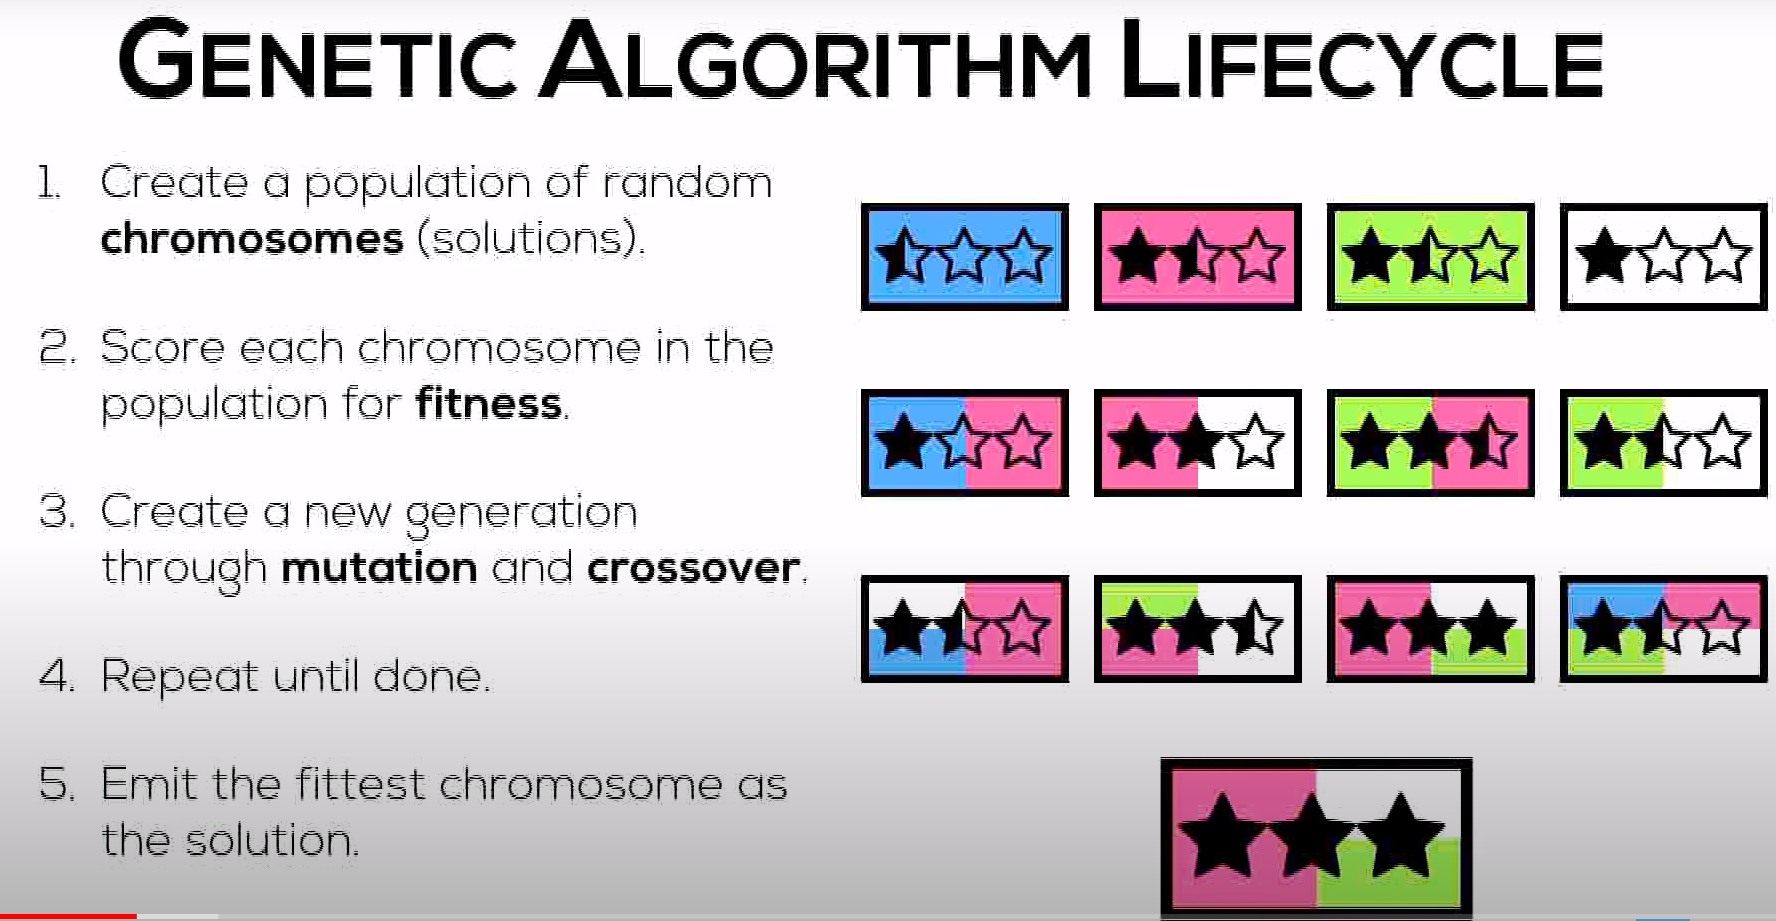 GENETIC ALGORITHM LIFECYCLE
1. Create a population of random
chromosomes (solutions).
2. Score each chromosome in the
population for fitness.
3. Create a new generation
through mutation and crossover.
4. Repeat until done.
5. Emit the fittest chromosome as
the solution.